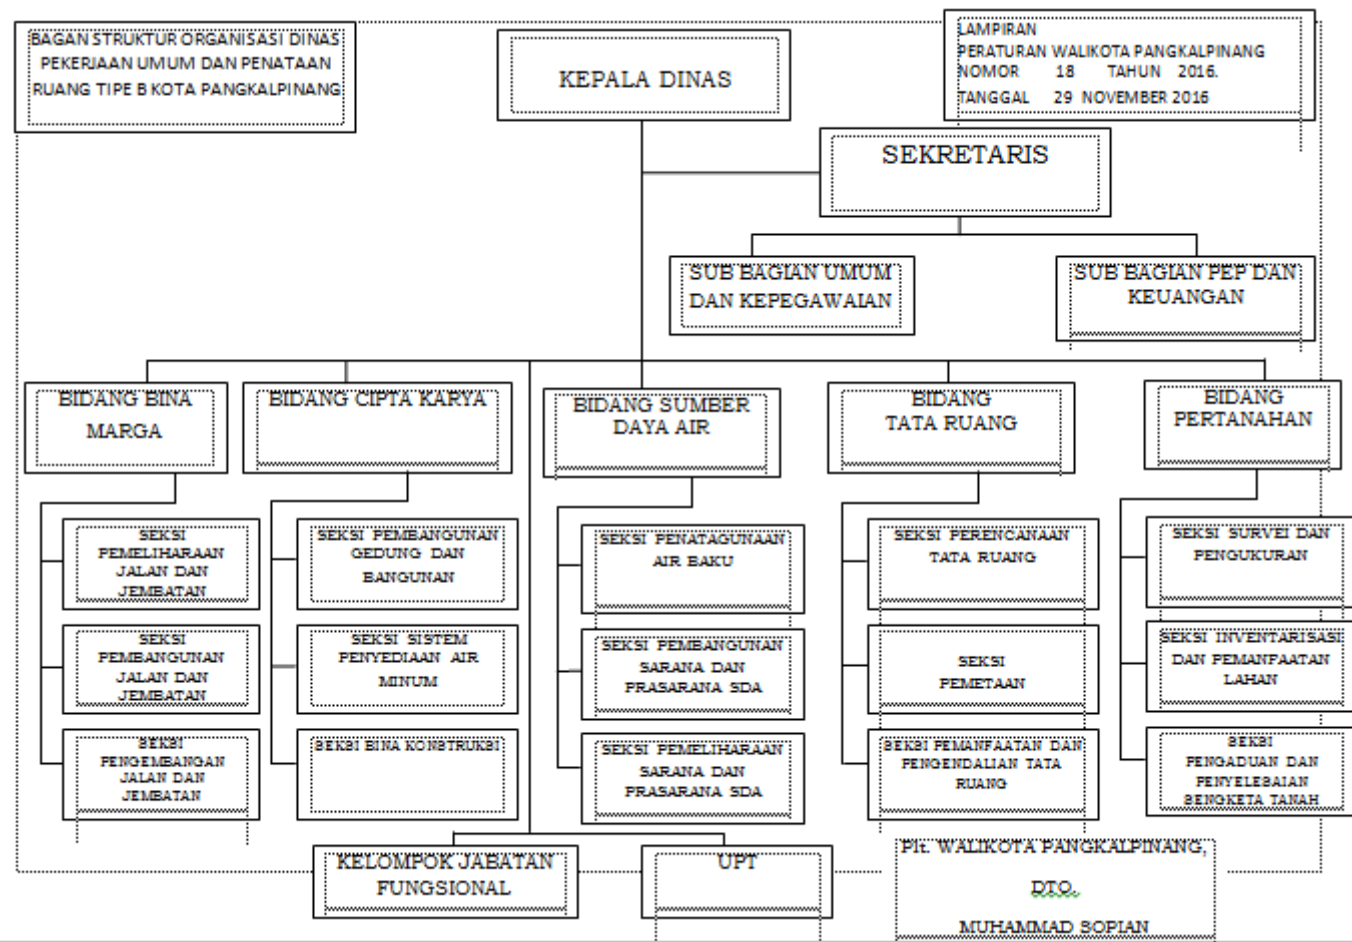 BAGAN STRUKTUR ORGANISASI DINAS
PEKERJAAN UMUM DAN PENATAAN
RUANG TIPE B KOTA PANGKALPINANG
KEPALA DINAS
LAMPIRAN
PERATURAN WALIKOTA PANGKALPINANG
NOMOR 18 TAHUN 2016.
TANGGAL 29 NOVEMBER 2016
SEKRETARIS
SUB BAGIAN UMUM
DAN KEPEGAWAIAN
SUB BAGIAN PEP DAN
KEUANGAN
BIDANG BINA
MARGA
BIDANG CIPTA KARYA
BIDANG SUMBER
DAYA AIR
BIDANG
TATA RUANG
BIDANG
PERTANAHAN
SEKSI
PEMELIHARAAN
JALAN DAN
JEMBATAN
SEKSI PEMBANGUNAN
GEDUNG DAN
BANGUNAN
SEKSI PENATAGUNAAN
AIR BAKU
SEKSI PERENCANAAN
TATA RUANG
SEKSI SURVEI DAN
PENGUKURAN
SEKSI
PEMBANGUNAN
JALAN DAN
JEMBATAN
SEKSI SISTEM
PENYEDIAAN AIR
MINUM
SEKSI PEMBANGUNAN
SARANA DAN
PRASARANA SDA
SEKSI
PEMETAAN
SEKSI INVENTARISASI
DAN PEMANFAATAN
LAHAN
SEKSI
PENGEMBANGAN
JALAN DAN
JEMBATAN
SEKSI BINA KONSTRUKSI
SEKSI PEMELIHARAAN
SARANA DAN
PRASARANA SDA
SEKSI PEMANFAATAN DAN
PENGENDALIAN TATA
RUANG
SEKSI
PENGADUAN DAN
PENYELESAIAN
SENGKETA TANAH
KELOMPOK JABATAN
FUNGSIONAL
UPT
Plt. WALIKOTA PANGKALPINANG,
DTO.
MUHAMMAD SOPIAN